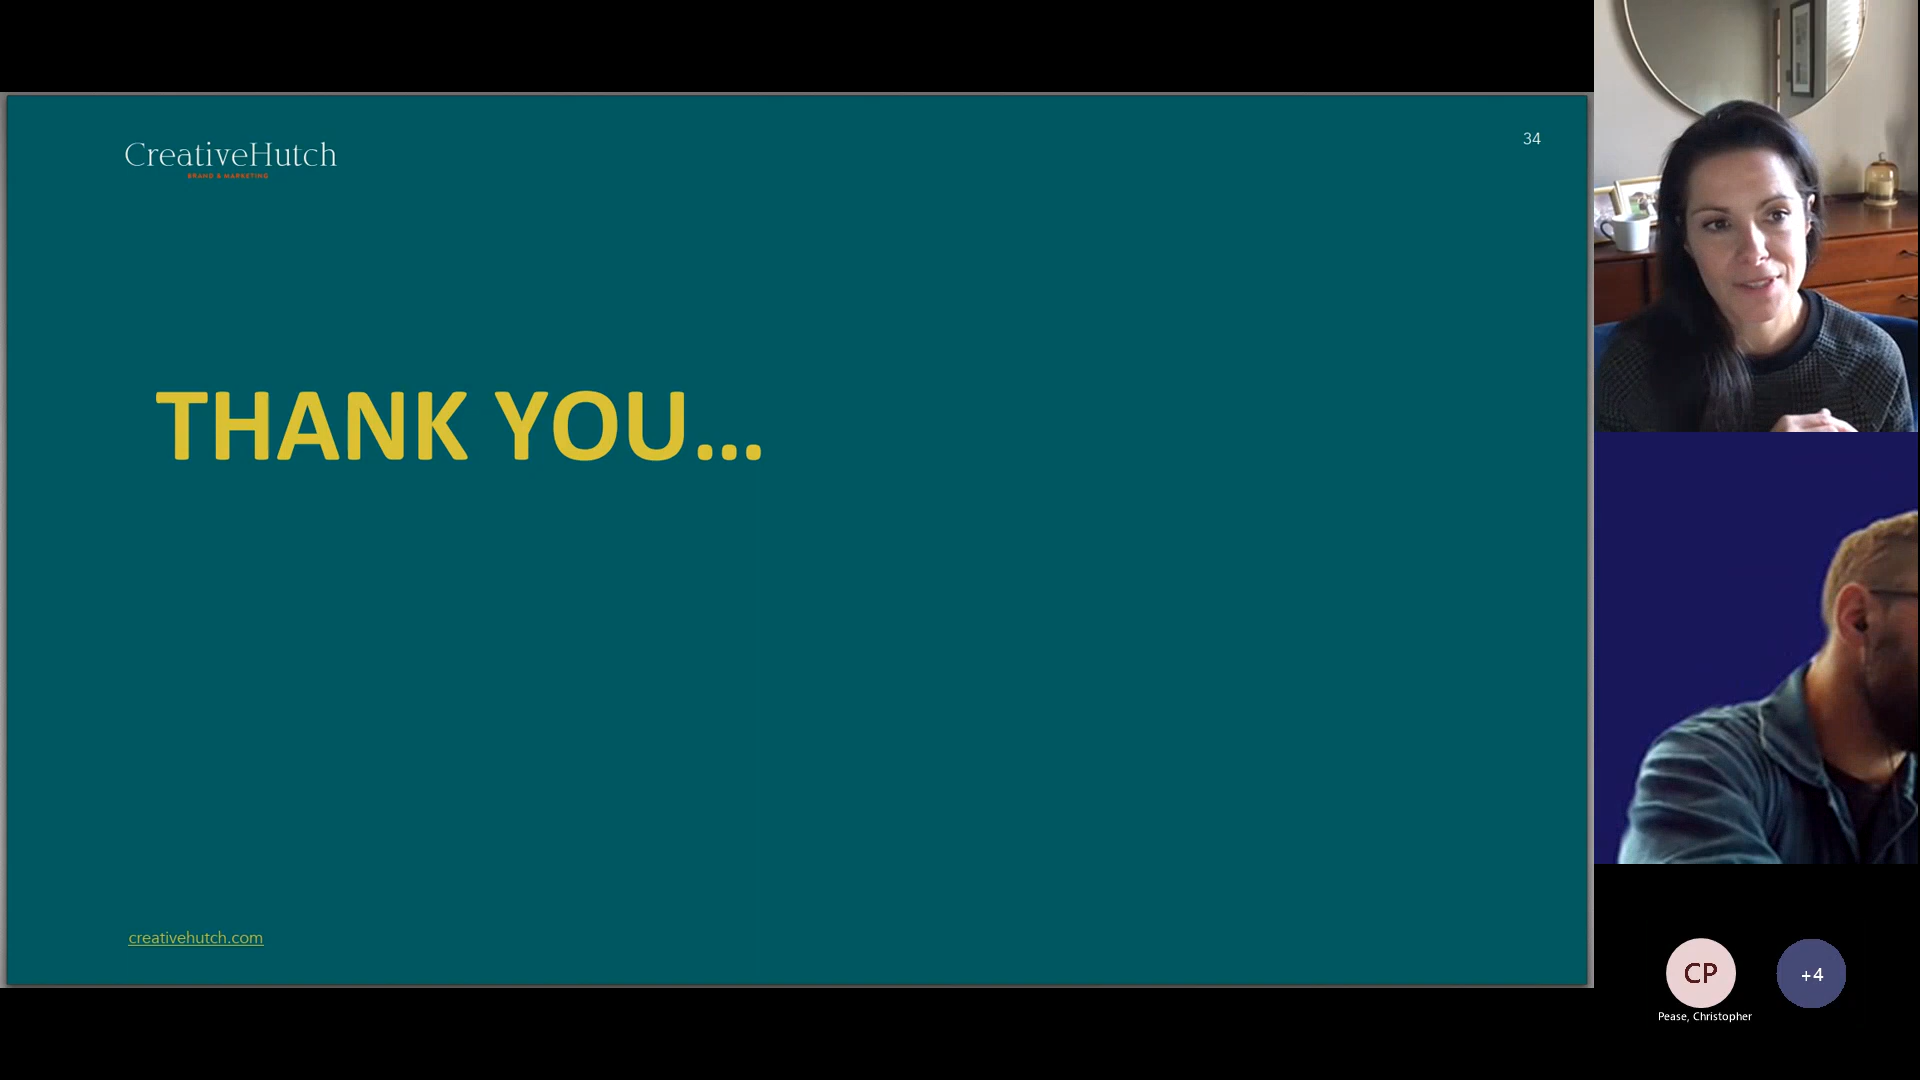 CreativeHutch
BRAND & MARKETING
34
THANK YOU...
creativehutch.com
CP
+4
Pease, Christopher